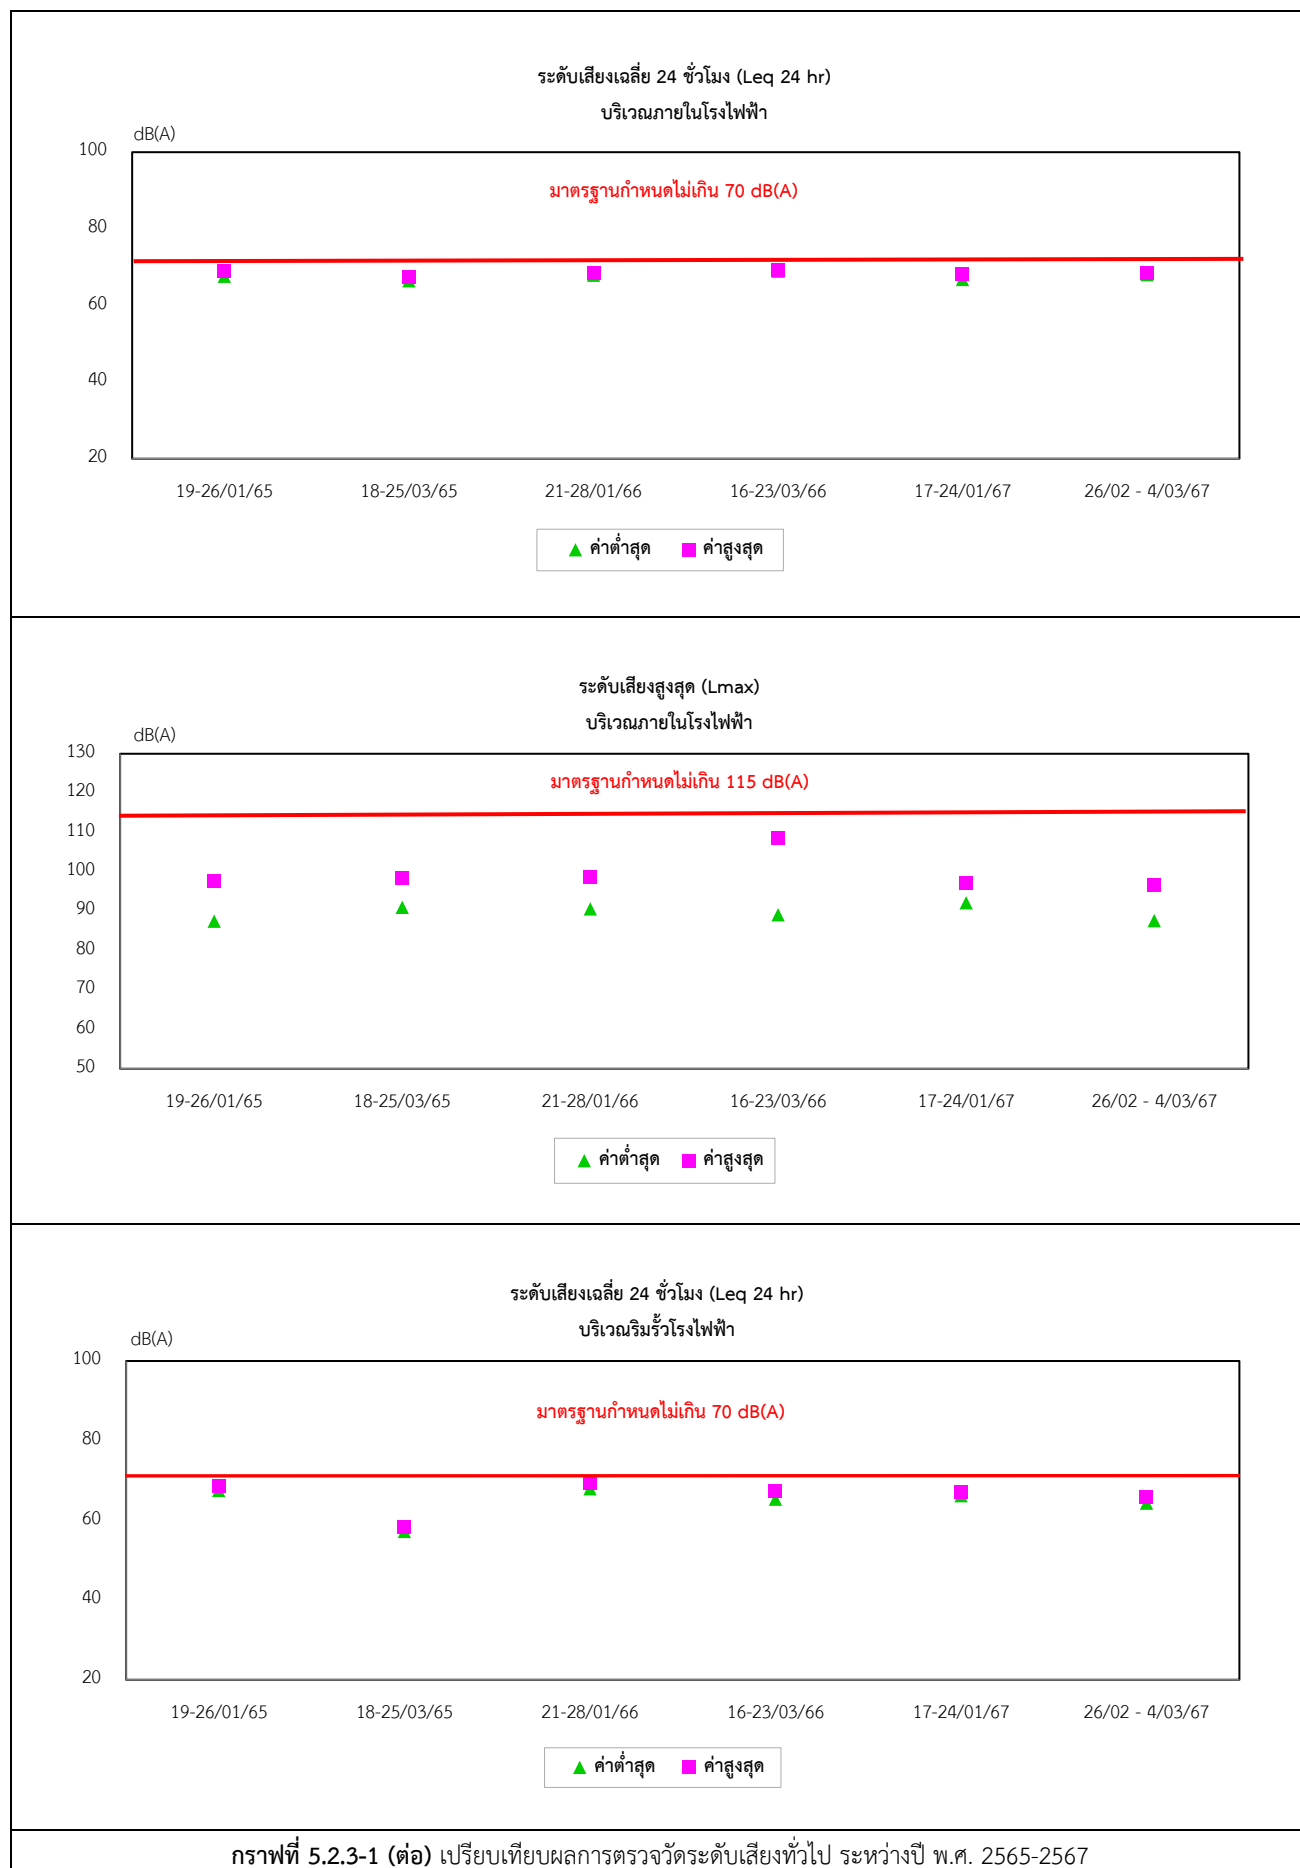 ระดับเสียงเฉลี่ย 24 ชั่วโมง (Leq 24 hr)
บริเวณภายในโรงไฟฟ้า
dB(A)
100
มาตรฐานกำหนดไม่เกิน 70 dB(A)
80
60
40
20
19-26/01/65 18-25/03/65 21-28/01/66 16-23/03/66 17-24/01/67 26/02 - 4/03/67
ค่าต่ำสุด ค่าสูงสุด
ระดับเสียงสูงสุด (Lmax)
บริเวณภายในโรงไฟฟ้า
dB(A)
130
มาตรฐานกำหนดไม่เกิน 115 dB(A)
120
110
100
90
80
70
60
50
19-26/01/65 18-25/03/65 21-28/01/66 16-23/03/66 17-24/01/67 26/02 - 4/03/67
ค่าต่ำสุด ค่าสูงสุด
ระดับเสียงเฉลี่ย 24 ชั่วโมง (Leq 24 hr)
บริเวณริมรั้วโรงไฟฟ้า
dB(A)
100
มาตรฐานกำหนดไม่เกิน 70 dB(A)
80
60
40
20
19-26/01/65 18-25/03/65 21-28/01/66 16-23/03/66 17-24/01/67 26/02 - 4/03/67
ค่าต่ำสุด ค่าสูงสุด
กราฟที่ 5.2.3-1 (ต่อ) เปรียบเทียบผลการตรวจวัดระดับเสียงทั่วไป ระหว่างปี พ.ศ. 2565-2567